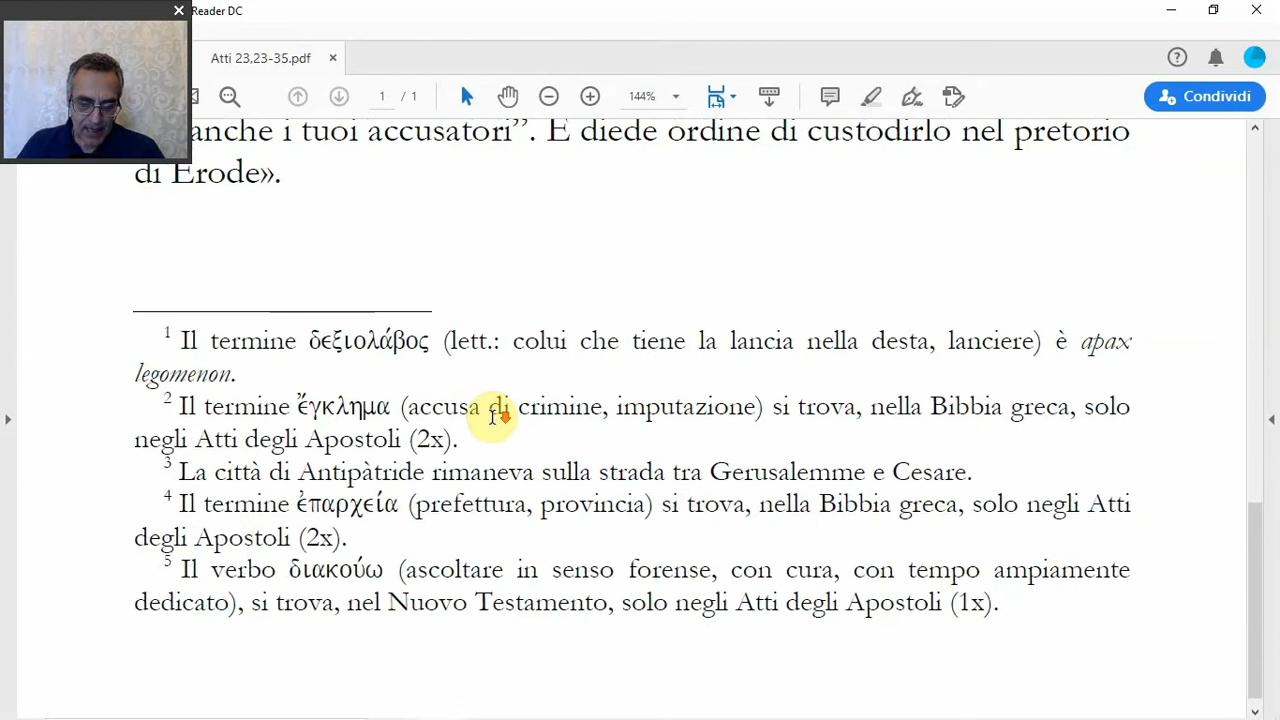 Reader DC
Atti 23,23-35.pdf
1 / 1
144%
Condividi
anche i tuoi accusatori”. E diede ordine di custodirlo nel pretorio
di Erode».
1 Il termine δεξιολάβος (lett.: colui che tiene la lancia nella desta, lanciere) è apax
legomenon.
2 Il termine ἔγκλημα (accusa di crimine, imputazione) si trova, nella Bibbia greca, solo
negli Atti degli Apostoli (2x).
3 La città di Antipàtride rimaneva sulla strada tra Gerusalemme e Cesare.
4 Il termine ἐπαρχεία (prefettura, provincia) si trova, nella Bibbia greca, solo negli Atti
degli Apostoli (2x).
5 Il verbo διακούω (ascoltare in senso forense, con cura, con tempo ampiamente
dedicato), si trova, nel Nuovo Testamento, solo negli Atti degli Apostoli (1x).